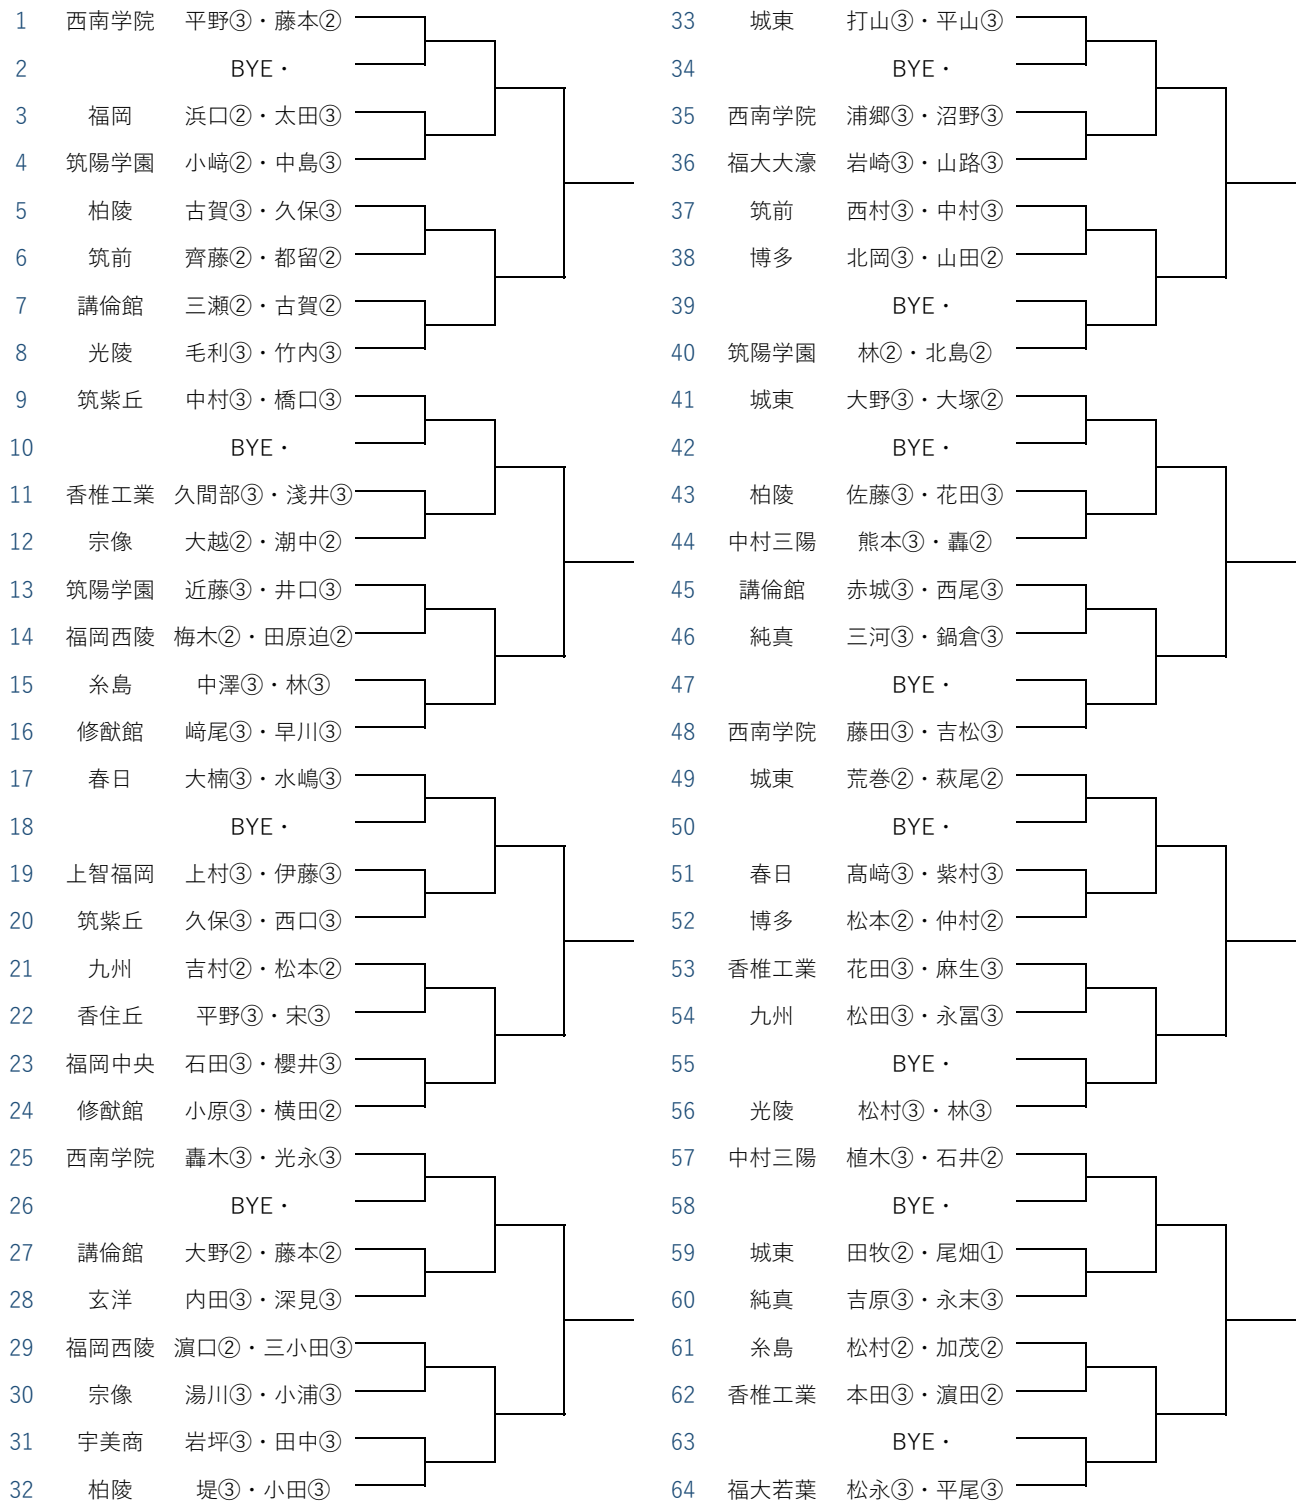 1 西南学院 平野③・藤本②
2 BYE・
3 福岡 浜口②・太田③
4 筑陽学園 小﨑②・中島③
5 柏陵 古賀③・久保③
6 筑前 齊藤②・都留②
7 講倫館 三瀬②・古賀②
8 光陵 毛利③・竹内③
9 筑紫丘 中村③・橋口③
10 BYE・
11 香椎工業 久間部③・淺井③
12 宗像 大越②・潮中②
13 筑陽学園 近藤③・井口③
14 福岡西陵 梅木②・田原迫②
15 糸島 中澤③・林③
16 修猷館 﨑尾③・早川③
17 春日 大楠③・水嶋③
18 BYE・
19 上智福岡 上村③・伊藤③
20 筑紫丘 久保③・西口③
21 九州 吉村②・松本②
22 香住丘 平野③・宋③
23 福岡中央 石田③・櫻井③
24 修猷館 小原③・横田②
25 西南学院 轟木③・光永③
26 BYE・
27 講倫館 大野②・藤本②
28 玄洋 内田③・深見③
29 福岡西陵 濵口②・三小田③
30 宗像 湯川③・小浦③
31 宇美商 岩坪③・田中③
32 柏陵 堤③・小田③
33 城東 打山③・平山③
34 BYE・
35 西南学院 浦郷③・沼野③
36 福大大濠 岩崎③・山路③
37 筑前 西村③・中村③
38 博多 北岡③・山田②
39 BYE・
40 筑陽学園 林②・北島②
41 城東 大野③・大塚②
42 BYE・
43 柏陵 佐藤③・花田③
44 中村三陽 熊本③・轟②
45 講倫館 赤城③・西尾③
46 純真 三河③・鍋倉③
47 BYE・
48 西南学院 藤田③・吉松③
49 城東 荒巻②・萩尾②
50 BYE・
51 春日 髙﨑③・紫村③
52 博多 松本②・仲村②
53 香椎工業 花田③・麻生③
54 九州 松田③・永冨③
55 BYE・
56 光陵 松村③・林③
57 中村三陽 植木③・石井②
58 BYE・
59 城東 田牧②・尾畑①
60 純真 吉原③・永末③
61 糸島 松村②・加茂②
62 香椎工業 本田③・濵田②
63 BYE・
64 福大若葉 松永③・平尾③